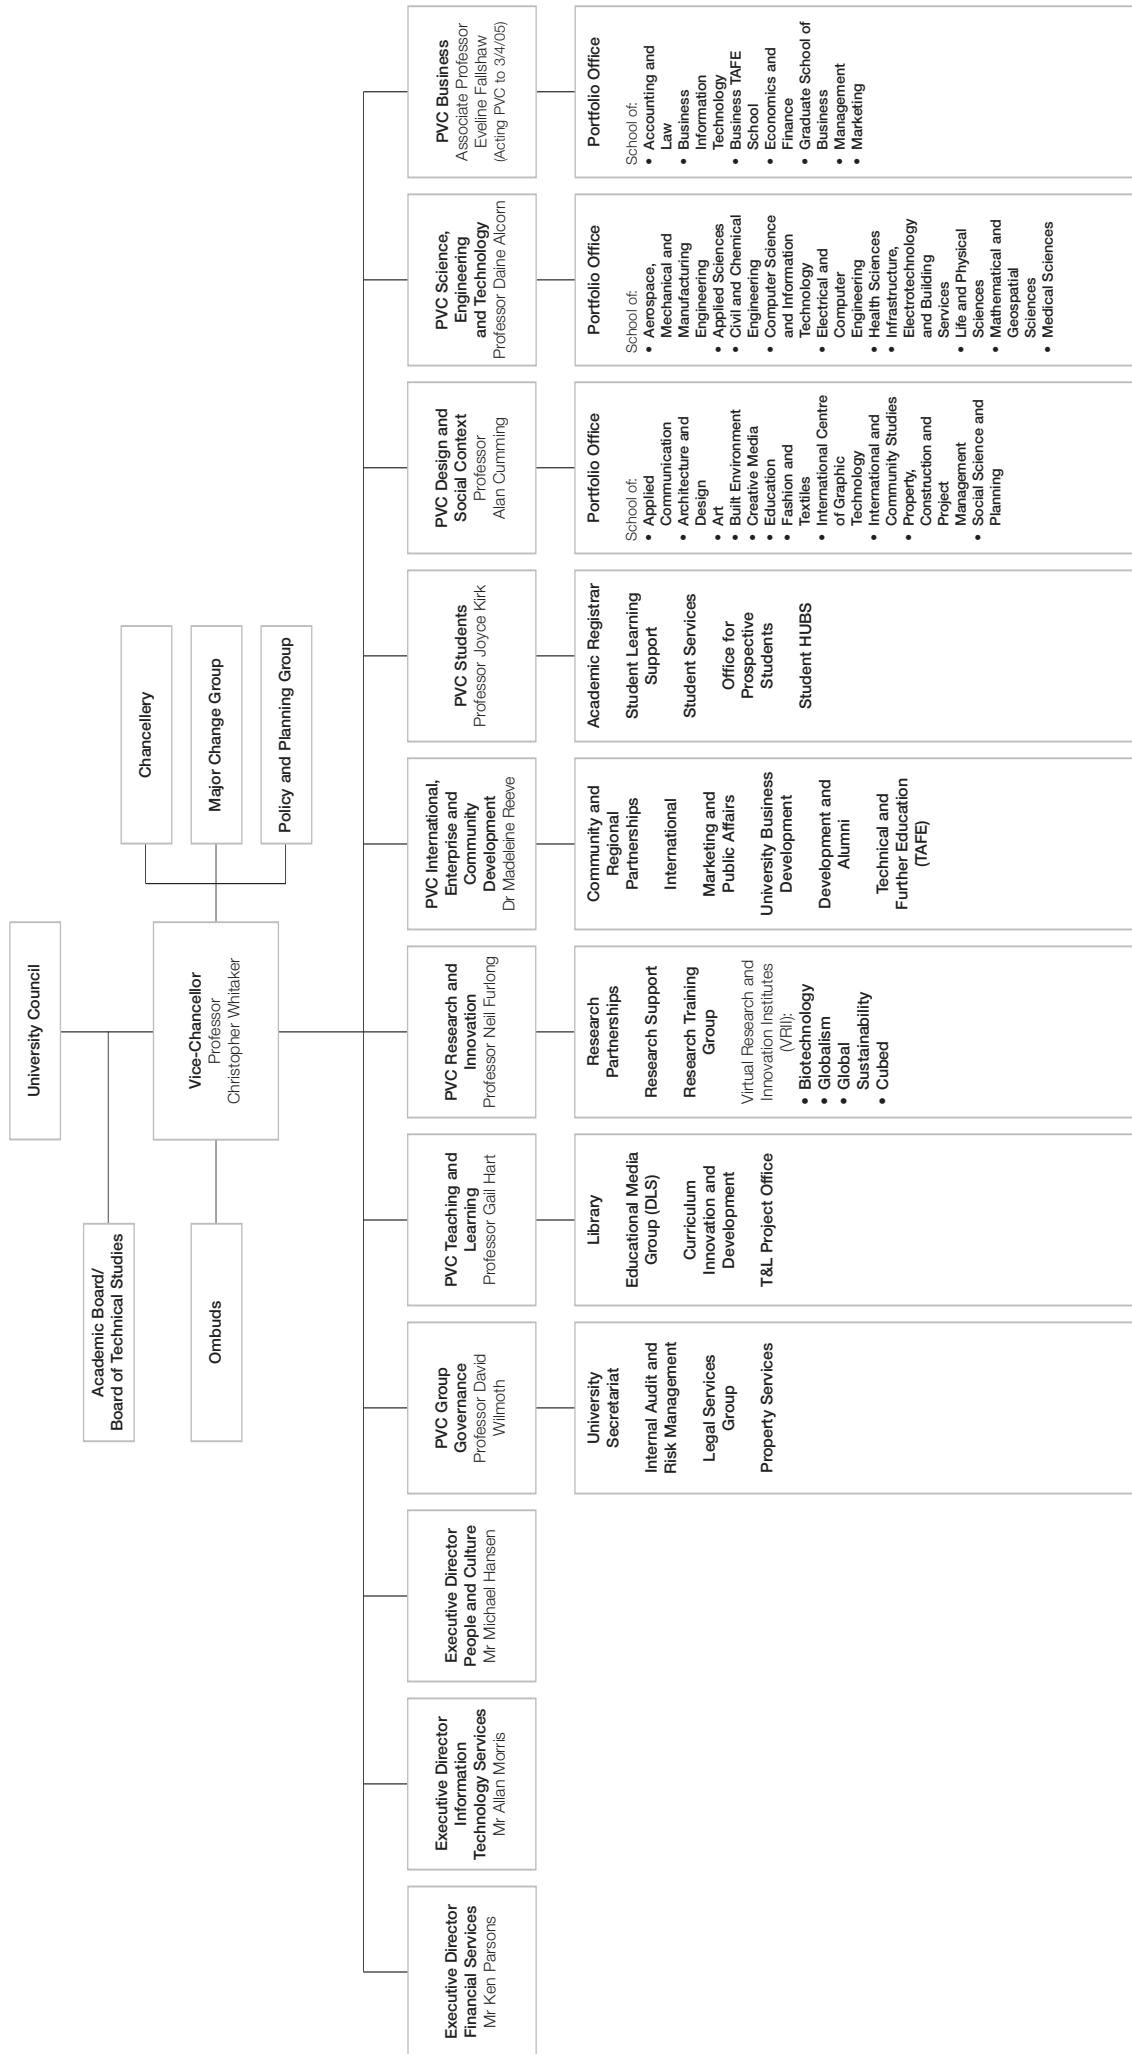 University Council
Academic Board/
Board of Technical Studies
Vice-Chancellor
Professor
Christopher Whitaker
Ombuds
Chancellery
Major Change Group
Policy and Planning Group
Executive Director
Financial Services
Mr Ken Parsons
Executive Director
Information
Technology Services
Mr Allan Morris
Executive Director
People and Culture
Mr Michael Hansen
PVC Group
Governance
Professor David
Wilmoth
University
Secretariat
Internal Audit and
Risk Management
Legal Services
Group
Property Services
PVC Teaching and
Learning
Professor Gail Hart
Library
Educational Media
Group (DLS)
Curriculum
Innovation and
Development
T&L Project Office
PVC Research and
Innovation
Professor Neil Furlong
Research
Partnerships
Research Support
Research Training
Group
Virtual Research and
Innovation Institutes
(VRII):
• Biotechnology
• Globalism
• Global
Sustainability
• Cubed
PVC International,
Enterprise and
Community
Development
Dr Madeleine Reeve
Community and
Regional
Partnerships
International
Marketing and
Public Affairs
University Business
Development
Development and
Alumni
Technical and
Further Education
(TAFE)
PVC Students
Professor Joyce Kirk
Academic Registrar
Student Learning
Support
Student Services
Office for
Prospective
Students
Student HUBS
PVC Design and
Social Context
Professor
Alan Cumming
Portfolio Office
School of:
• Applied
Communication
• Architecture and
Design
• Art
• Built Environment
• Creative Media
• Education
• Fashion and
Textiles
• International Centre
of Graphic
Technology
• International and
Community Studies
• Property,
Construction and
Project
Management
• Social Science and
Planning
PVC Science,
Engineering
and Technology
Professor Daine Alcorn
Portfolio Office
School of:
• Aerospace,
Mechanical and
Manufacturing
Engineering
• Applied Sciences
• Civil and Chemical
Engineering
• Computer Science
and Information
Technology
• Electrical and
Computer
Engineering
• Health Sciences
• Infrastructure,
Electrotechnology
and Building
Services
• Life and Physical
Sciences
• Mathematical and
Geospatial
Sciences
• Medical Sciences
PVC Business
Associate Professor
Eveline Fallshaw
(Acting PVC to 3/4/05)
Portfolio Office
School of:
• Accounting and
Law
• Business
Information
Technology
• Business TAFE
School
• Economics and
Finance
• Graduate School of
Business
• Management
• Marketing